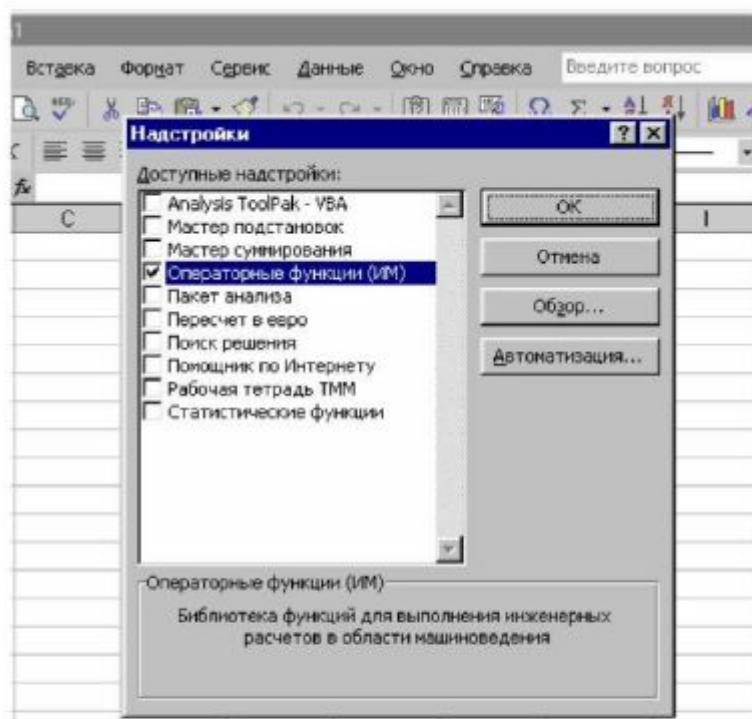 Вставка Формат Сервис Данные Окно Справка Введите вопрос
Надстройки
Доступные надстройки:
Analysis ToolPak - VBA
Мастер подстановок
Мастер суммирования
Операторные функции (ИМ)
Пакет анализа
Пересчет в евро
Поиск решения
Помощник по Интернету
Рабочая тетрадь ТММ
Статистические функции
OK
Отмена
Обзор...
Автоматизация...
fx
C I
Операторные функции (ИМ)
Библиотека функций для выполнения инженерных
расчетов в области машиноведения